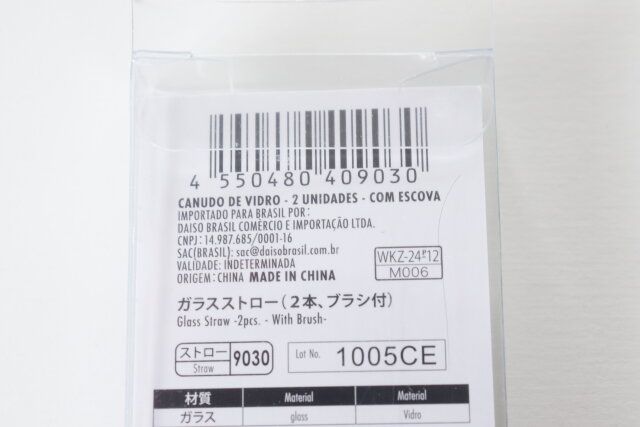 4 550480 409030
CANUDO DE VIDRO - 2 UNIDADES - COM ESCOVA
IMPORTADO PARA BRASIL POR:
DAISO BRASIL COMÉRCIO E IMPORTAÇÃO LTDA.
CNPJ: 14.987.685/0001-16
SAC(BRASIL): sac@daisobrasil.com.br
VALIDADE: INDETERMINADA
ORIGEM: CHINA MADE IN CHINA
WKZ-24#12
M006
ガラスストロー(2本、ブラシ付)
Glass Straw -2pcs. - With Brush-
ストロー 9030
Straw
Lot No. 1005CE
材質 Material Material
ガラス glass Vidro